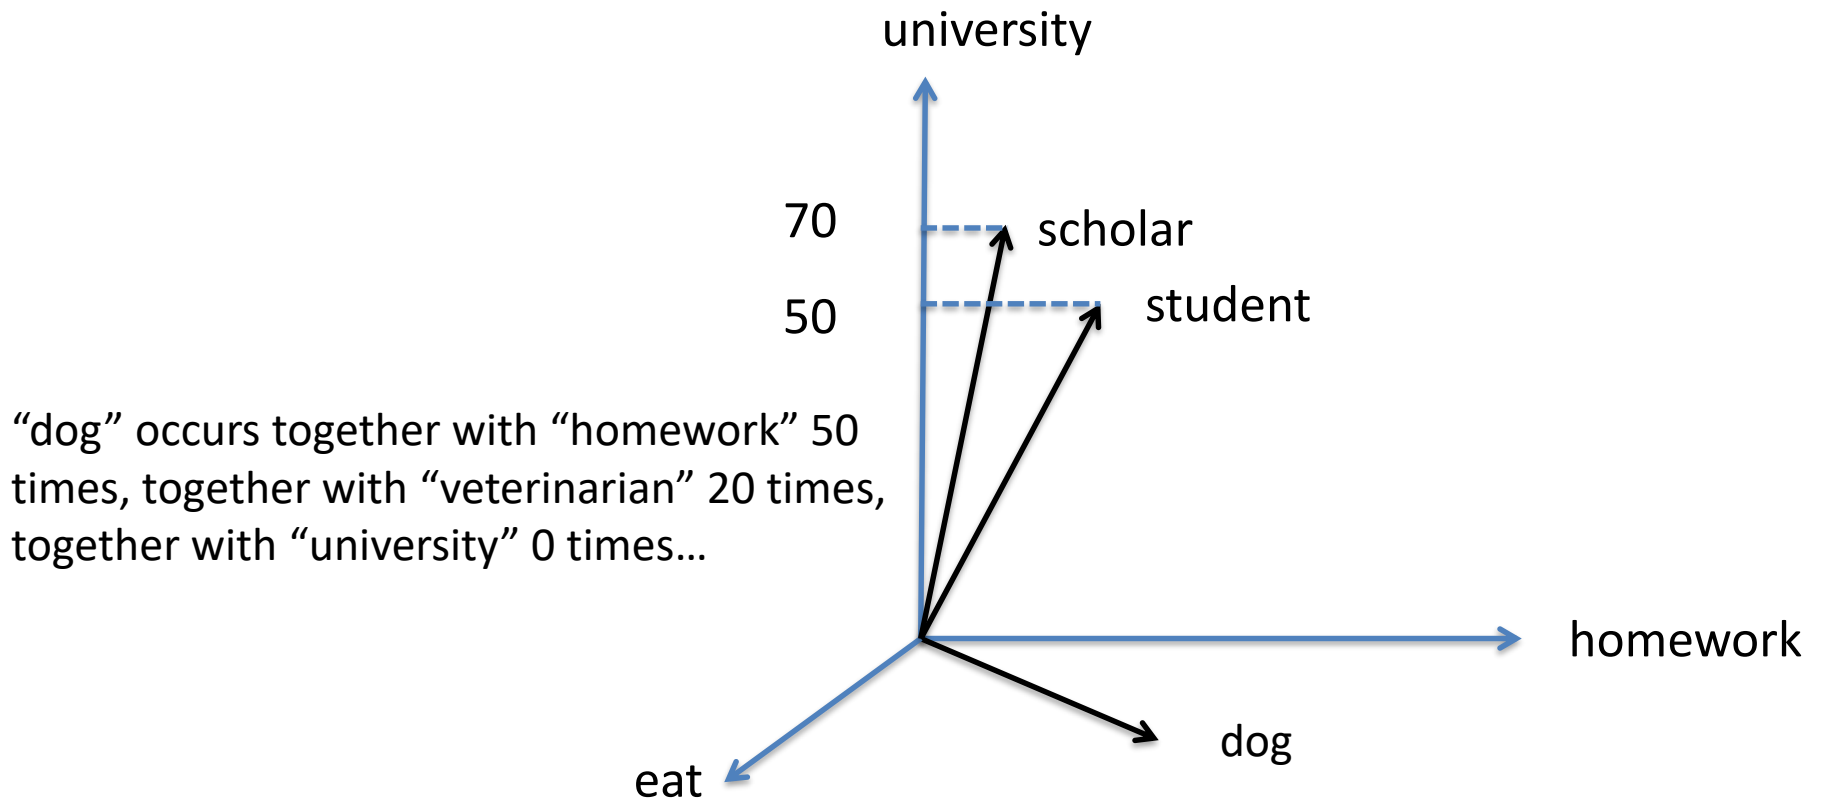 university
70
scholar
50
student
“dog” occurs together with “homework” 50
times, together with “veterinarian” 20 times,
together with “university” 0 times…
homework
dog
eat